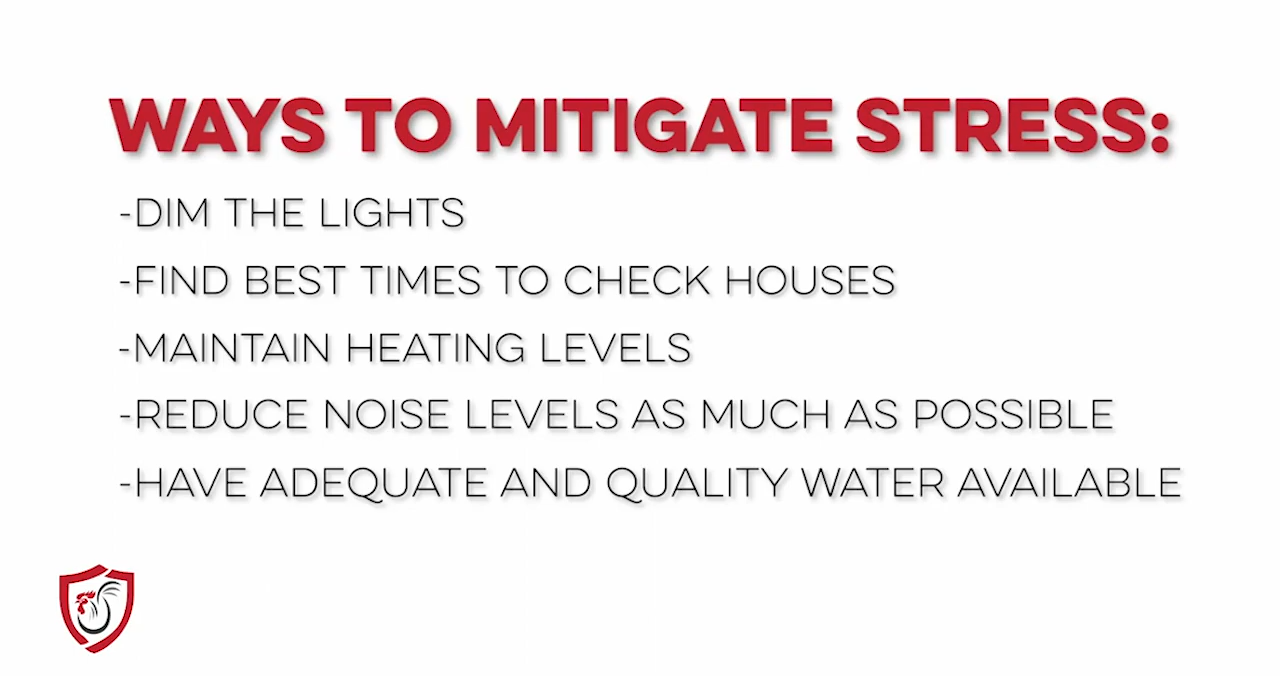 WAYS TO MITIGATE STRESS:
-DIM THE LIGHTS
-FIND BEST TIMES TO CHECK HOUSES
-MAINTAIN HEATING LEVELS
-REDUCE NOISE LEVELS AS MUCH AS POSSIBLE
-HAVE ADEQUATE AND QUALITY WATER AVAILABLE